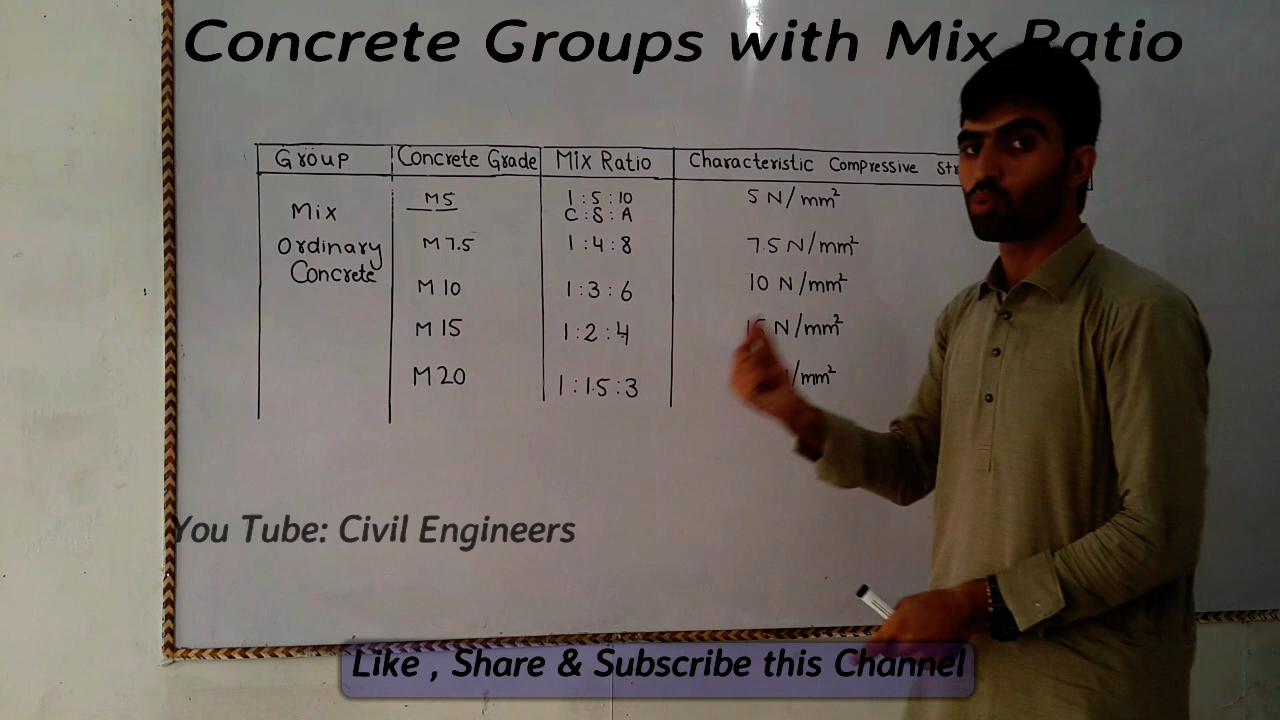 Concrete Groups with Mix Ratio
Group Concrete Grade Mix Ratio Characteristic Compressive
Mix Ordinary Concrete
M5 1:5:10 5 N/mm²
C:S:A
M7.5 1:4:8 7.5 N/mm²
M10 1:3:6 10 N/mm²
M15 1:2:4 15 N/mm²
M20 1:1.5:3 /mm²
You Tube: Civil Engineers
Like , Share & Subscribe this Channel